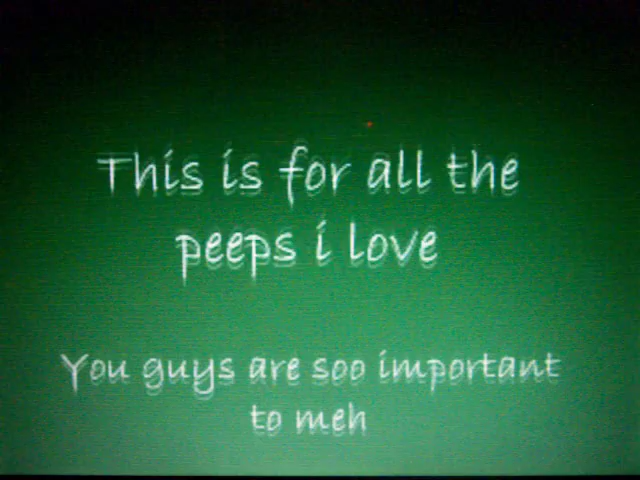 This is for all the
peeps i love
You guys are soo important
to meh